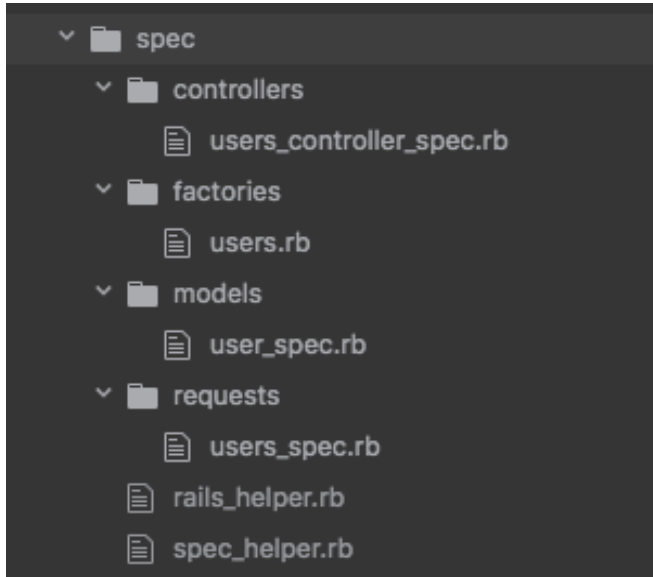 spec
controllers
users_controller_spec.rb
factories
users.rb
models
user_spec.rb
requests
users_spec.rb
rails_helper.rb
spec_helper.rb